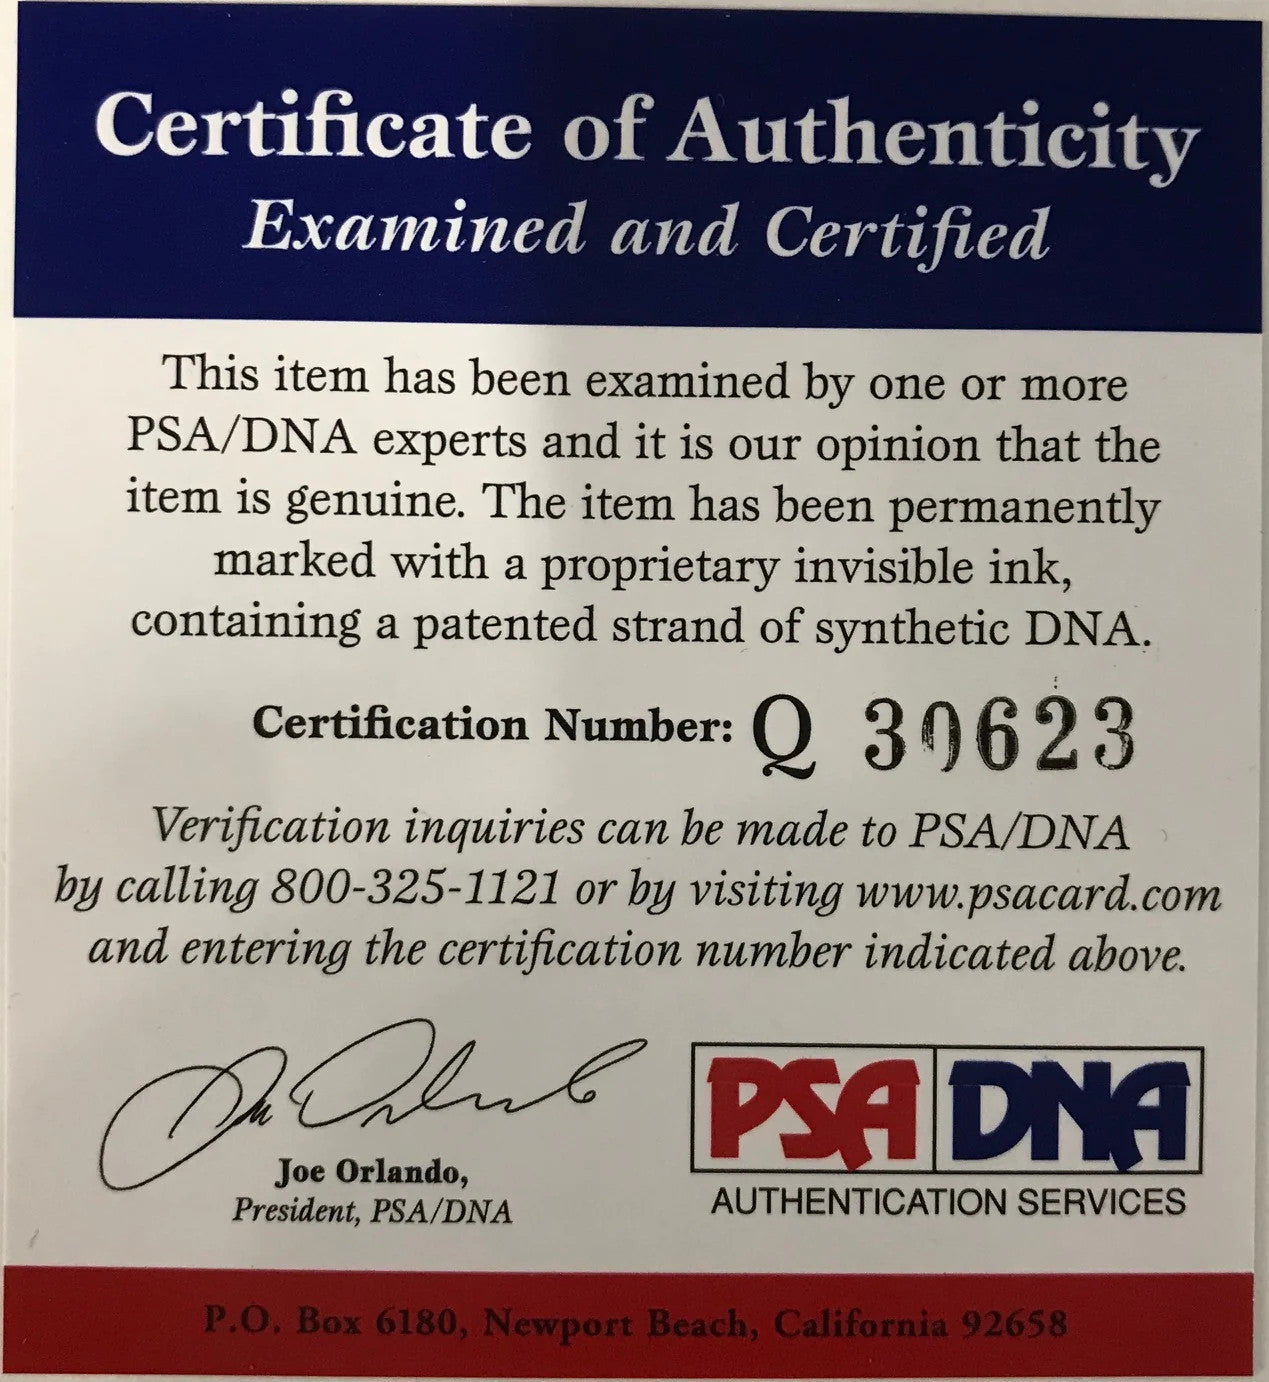 Certificate of Authenticity
Examined and Certified
This item has been examined by one or more
PSA/DNA experts and it is our opinion that the
item is genuine. The item has been permanently
marked with a proprietary invisible ink,
containing a patented strand of synthetic DNA.
Certification Number: Q 30623
Verification inquiries can be made to PSA/DNA
by calling 800-325-1121 or by visiting www.psacard.com
and entering the certification number indicated above.
Joe Orlando,
President, PSA/DNA
PSA DNA
AUTHENTICATION SERVICES
P.O. Box 6180, Newport Beach, California 92658